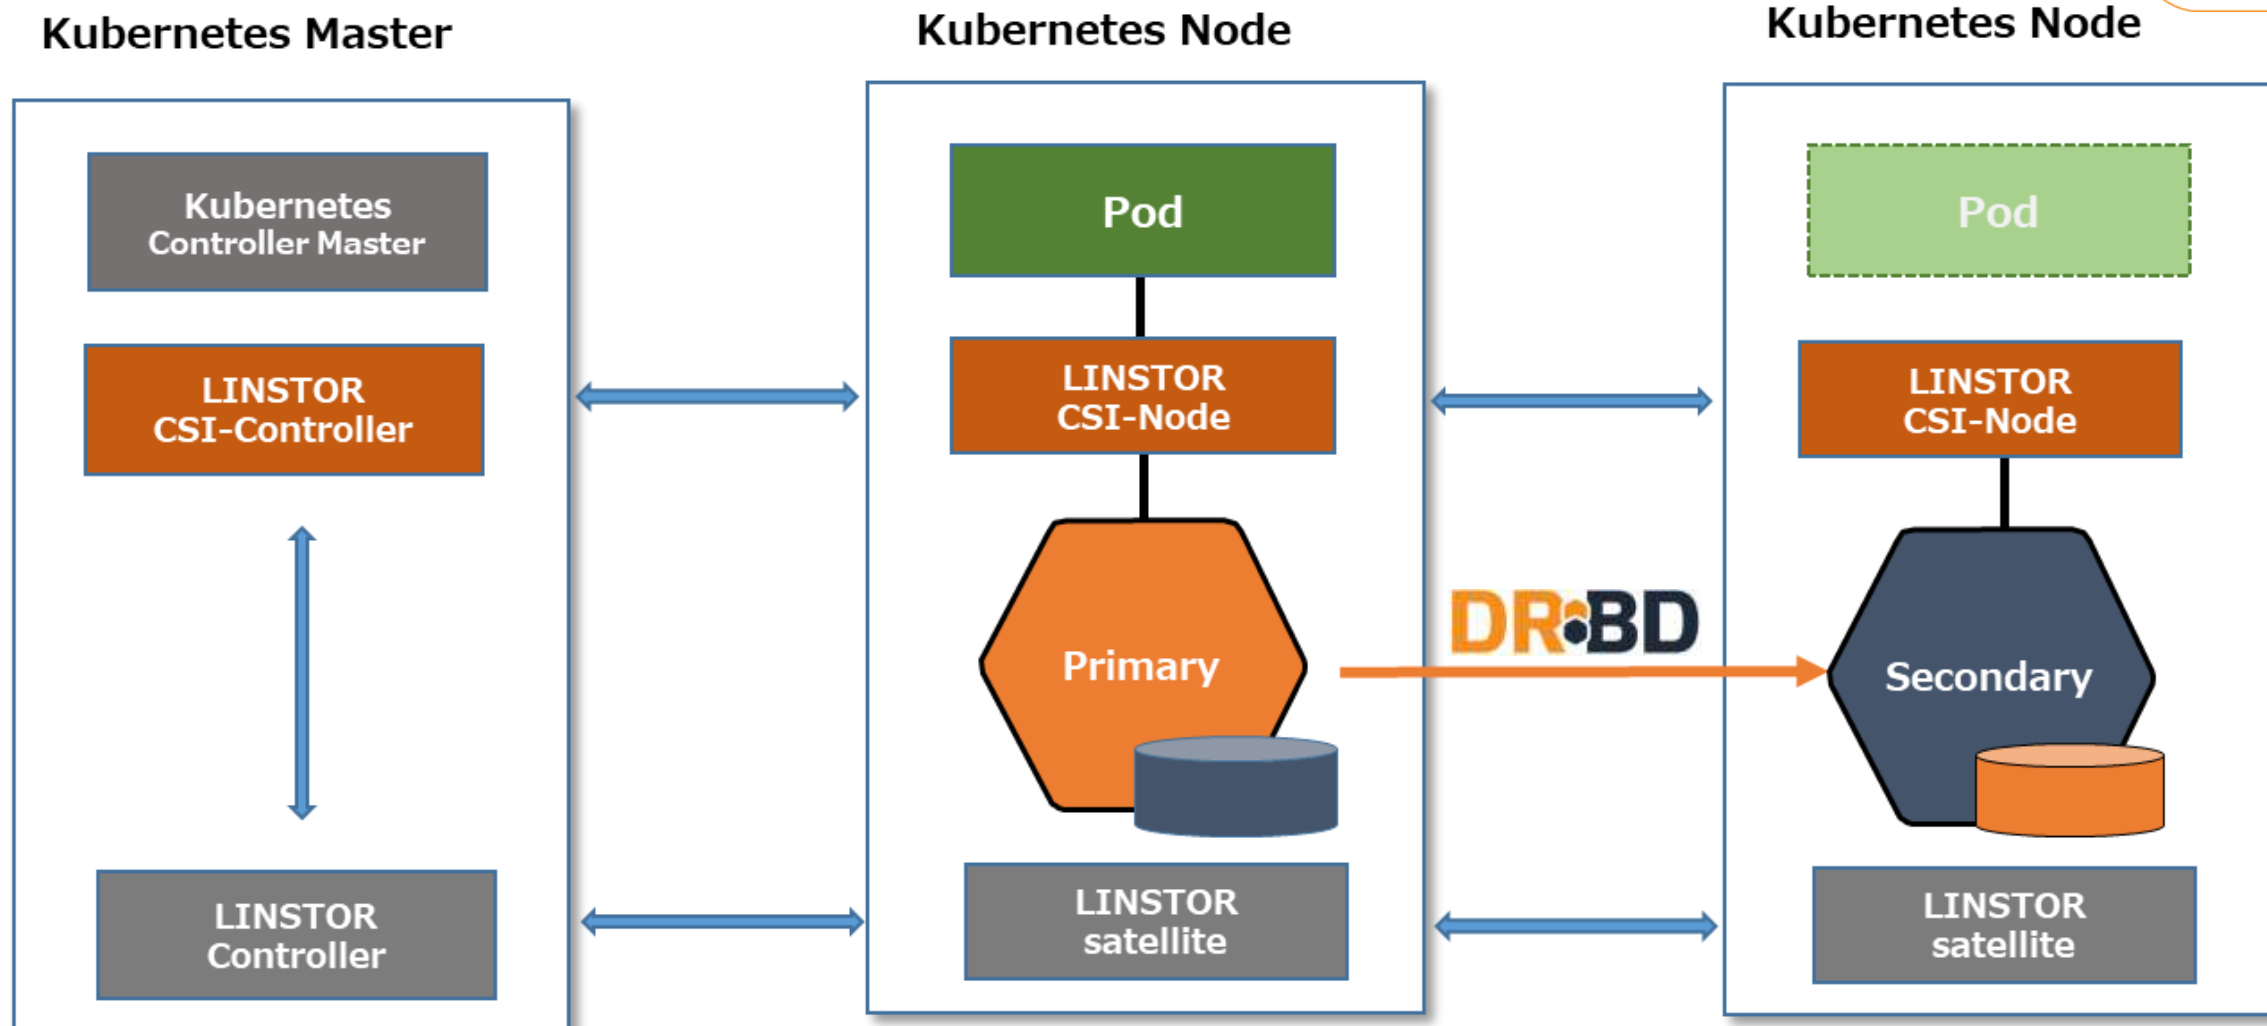 Kubernetes Master
Kubernetes
Controller Master
LINSTOR
CSI-Controller
LINSTOR
Controller
Kubernetes Node
Pod
LINSTOR
CSI-Node
Primary
LINSTOR
satellite
DRBD
Kubernetes Node
Pod
LINSTOR
CSI-Node
Secondary
LINSTOR
satellite